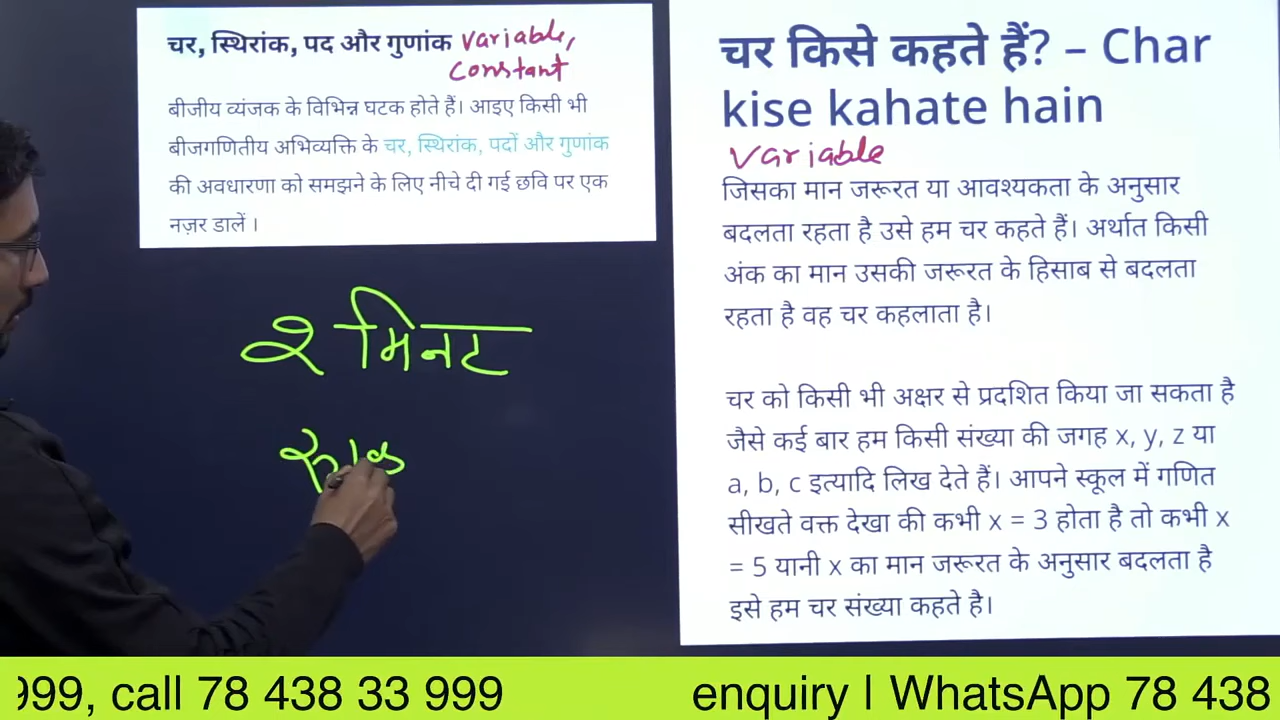 चर, स्थिरांक, पद और गुणांक variable,
constant
बीजीय व्यंजक के विभिन्न घटक होते हैं। आइए किसी भी
बीजगणितीय अभिव्यक्ति के चर, स्थिरांक, पदों और गुणांक
की अवधारणा को समझने के लिए नीचे दी गई छवि पर एक
नज़र डालें ।
२ मिनट
चर किसे कहते हैं? – Char
kise kahate hain
variable
जिसका मान जरूरत या आवश्यकता के अनुसार
बदलता रहता है उसे हम चर कहते हैं। अर्थात किसी
अंक का मान उसकी जरूरत के हिसाब से बदलता
रहता है वह चर कहलाता है।
चर को किसी भी अक्षर से प्रदशित किया जा सकता है
जैसे कई बार हम किसी संख्या की जगह x, y, z या
a, b, c इत्यादि लिख देते हैं। आपने स्कूल में गणित
सीखते वक्त देखा की कभी x = 3 होता है तो कभी x
= 5 यानी x का मान जरूरत के अनुसार बदलता है
इसे हम चर संख्या कहते है।
999, call 78 438 33 999
enquiry | WhatsApp 78 438